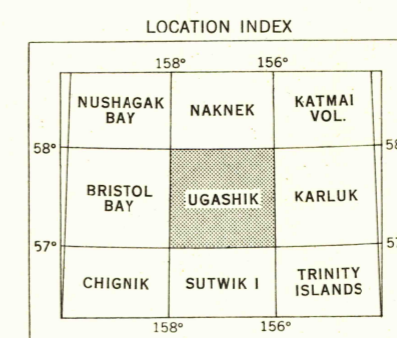 LOCATION INDEX
158° 156°
NUSHAGAK
BAY
NAKNEK
KATMAI
VOL.
58° 58
BRISTOL
BAY
UGASHIK
KARLUK
57° 57
CHIGNIK
SUTWIK I
TRINITY
ISLANDS
158° 156°